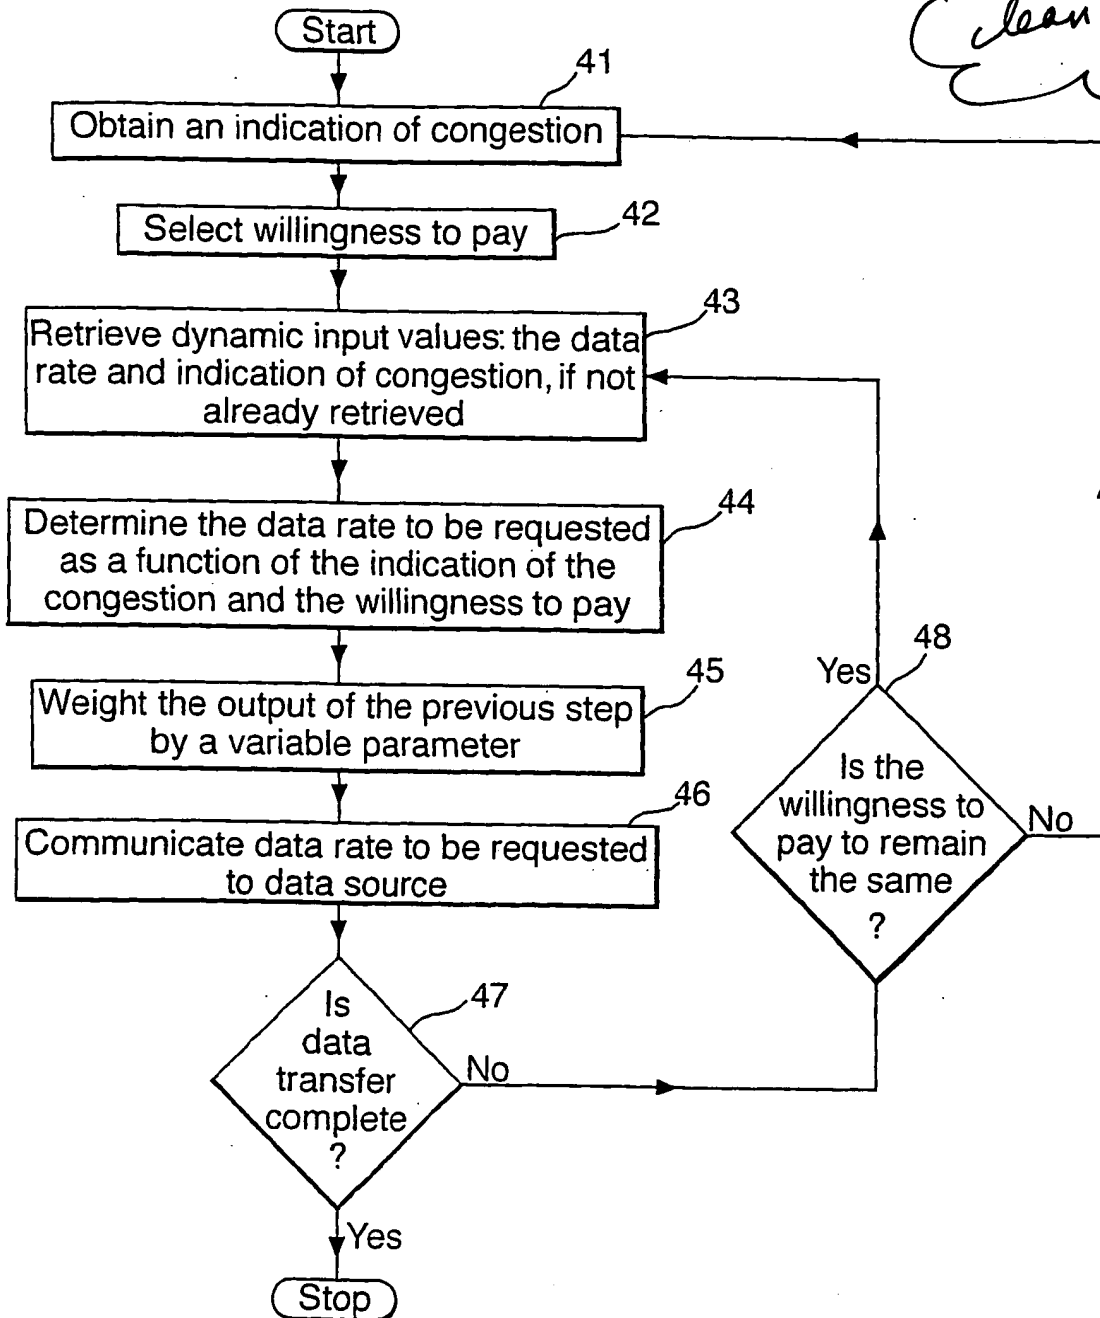 Clean
Start
41
Obtain an indication of congestion
42
Select willingness to pay
43
Retrieve dynamic input values: the data
rate and indication of congestion, if not
already retrieved
44
Determine the data rate to be requested
as a function of the indication of the
congestion and the willingness to pay
45
Weight the output of the previous step
by a variable parameter
46
Communicate data rate to be requested
to data source
47
Is
data
transfer
complete
?
No
Yes
Stop
48
Yes
Is the
willingness to
pay to remain
the same
?
No